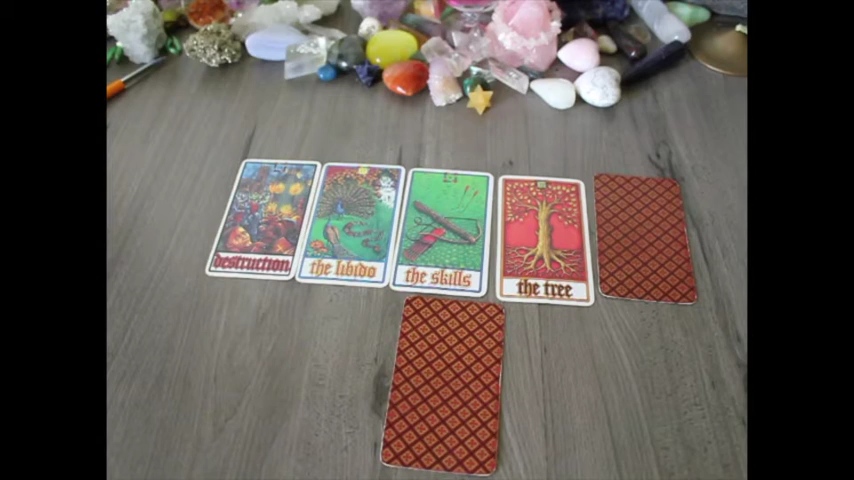 destruction
the libido
the skills
the tree